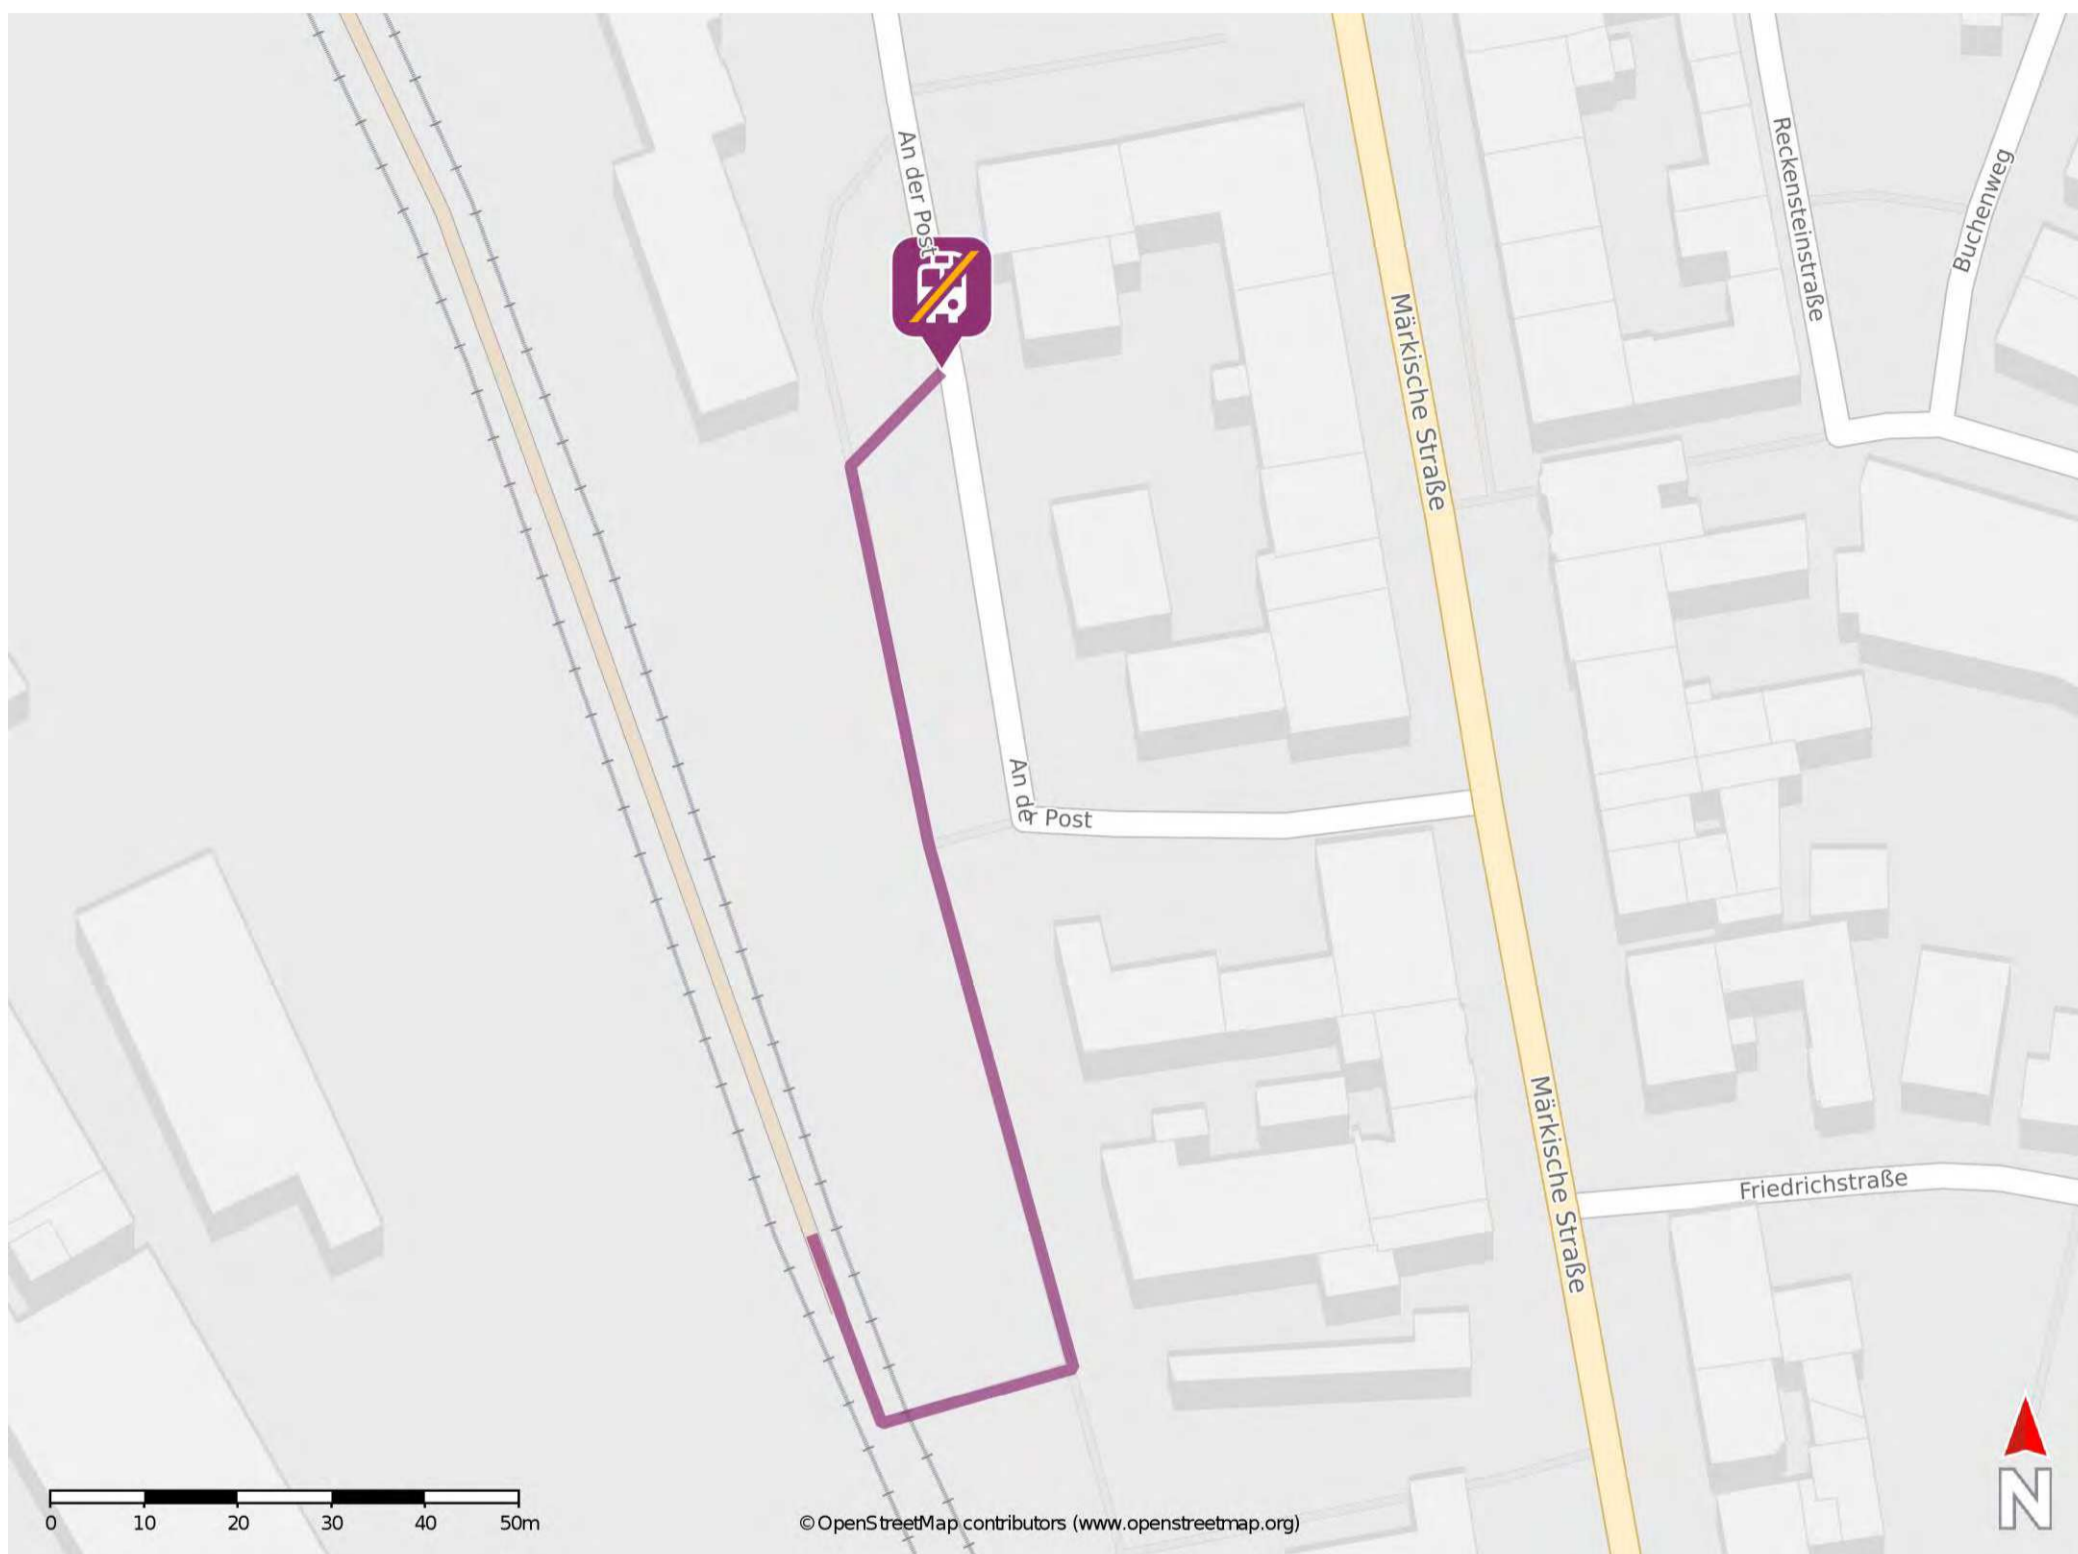 An der Post
Reckensteinstraße
Buchenweg
Märkische Straße
An der Post
Märkische Straße
Friedrichstraße
N
0 10 20 30 40 50m
© OpenStreetMap contributors (www.openstreetmap.org)